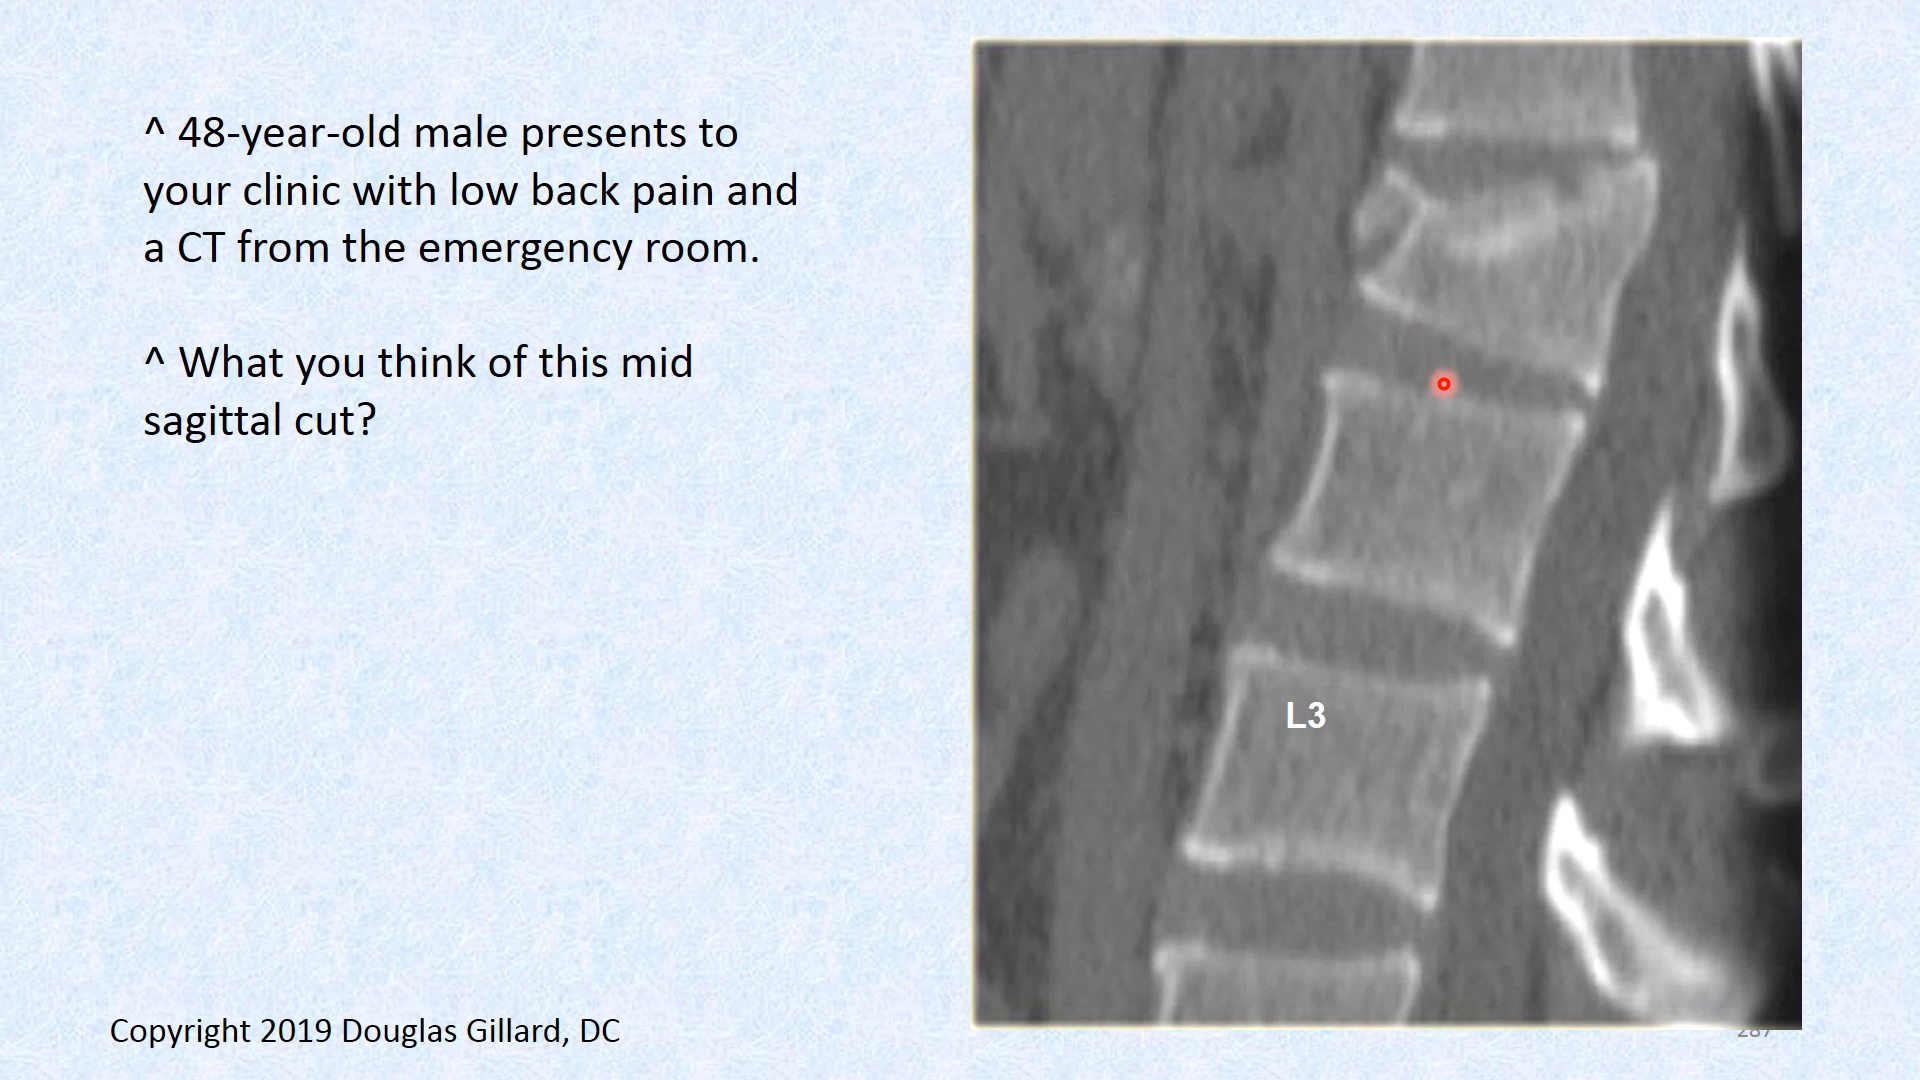 ^ 48-year-old male presents to
your clinic with low back pain and
a CT from the emergency room.
^ What you think of this mid
sagittal cut?
L3
Copyright 2019 Douglas Gillard, DC
287